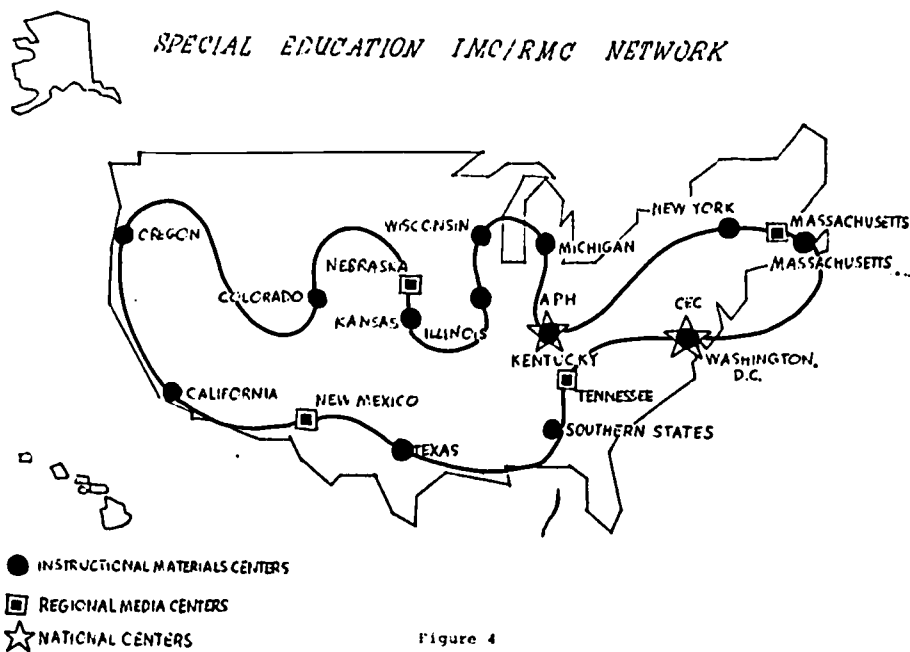 SPECIAL EDUCATION IMC/RMC NETWORK
NEW YORK
MASSACHUSETTS
OREGON
WISCONSIN
MICHIGAN
MASSACHUSETTS
NEBRASKA
COLORADO
APH
CEC
KANSAS
ILLINOIS
KENTUCKY
WASHINGTON, D.C.
CALIFORNIA
NEW MEXICO
TENNESSEE
TEXAS
SOUTHERN STATES
INSTRUCTIONAL MATERIALS CENTERS
REGIONAL MEDIA CENTERS
NATIONAL CENTERS
Figure 4